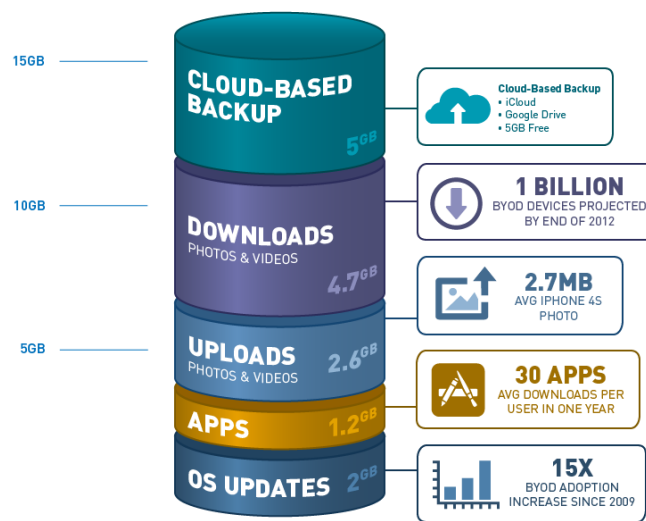 15GB
10GB
5GB
CLOUD-BASED
BACKUP
5GB
DOWNLOADS
PHOTOS & VIDEOS
4.7GB
UPLOADS
PHOTOS & VIDEOS
2.6GB
APPS
1.2GB
OS UPDATES
2GB
Cloud-Based Backup
• iCloud
• Google Drive
• 5GB Free
1 BILLION
BYOD DEVICES PROJECTED
BY END OF 2012
2.7MB
AVG IPHONE 4S
PHOTO
30 APPS
AVG DOWNLOADS PER
USER IN ONE YEAR
15X
BYOD ADOPTION
INCREASE SINCE 2009